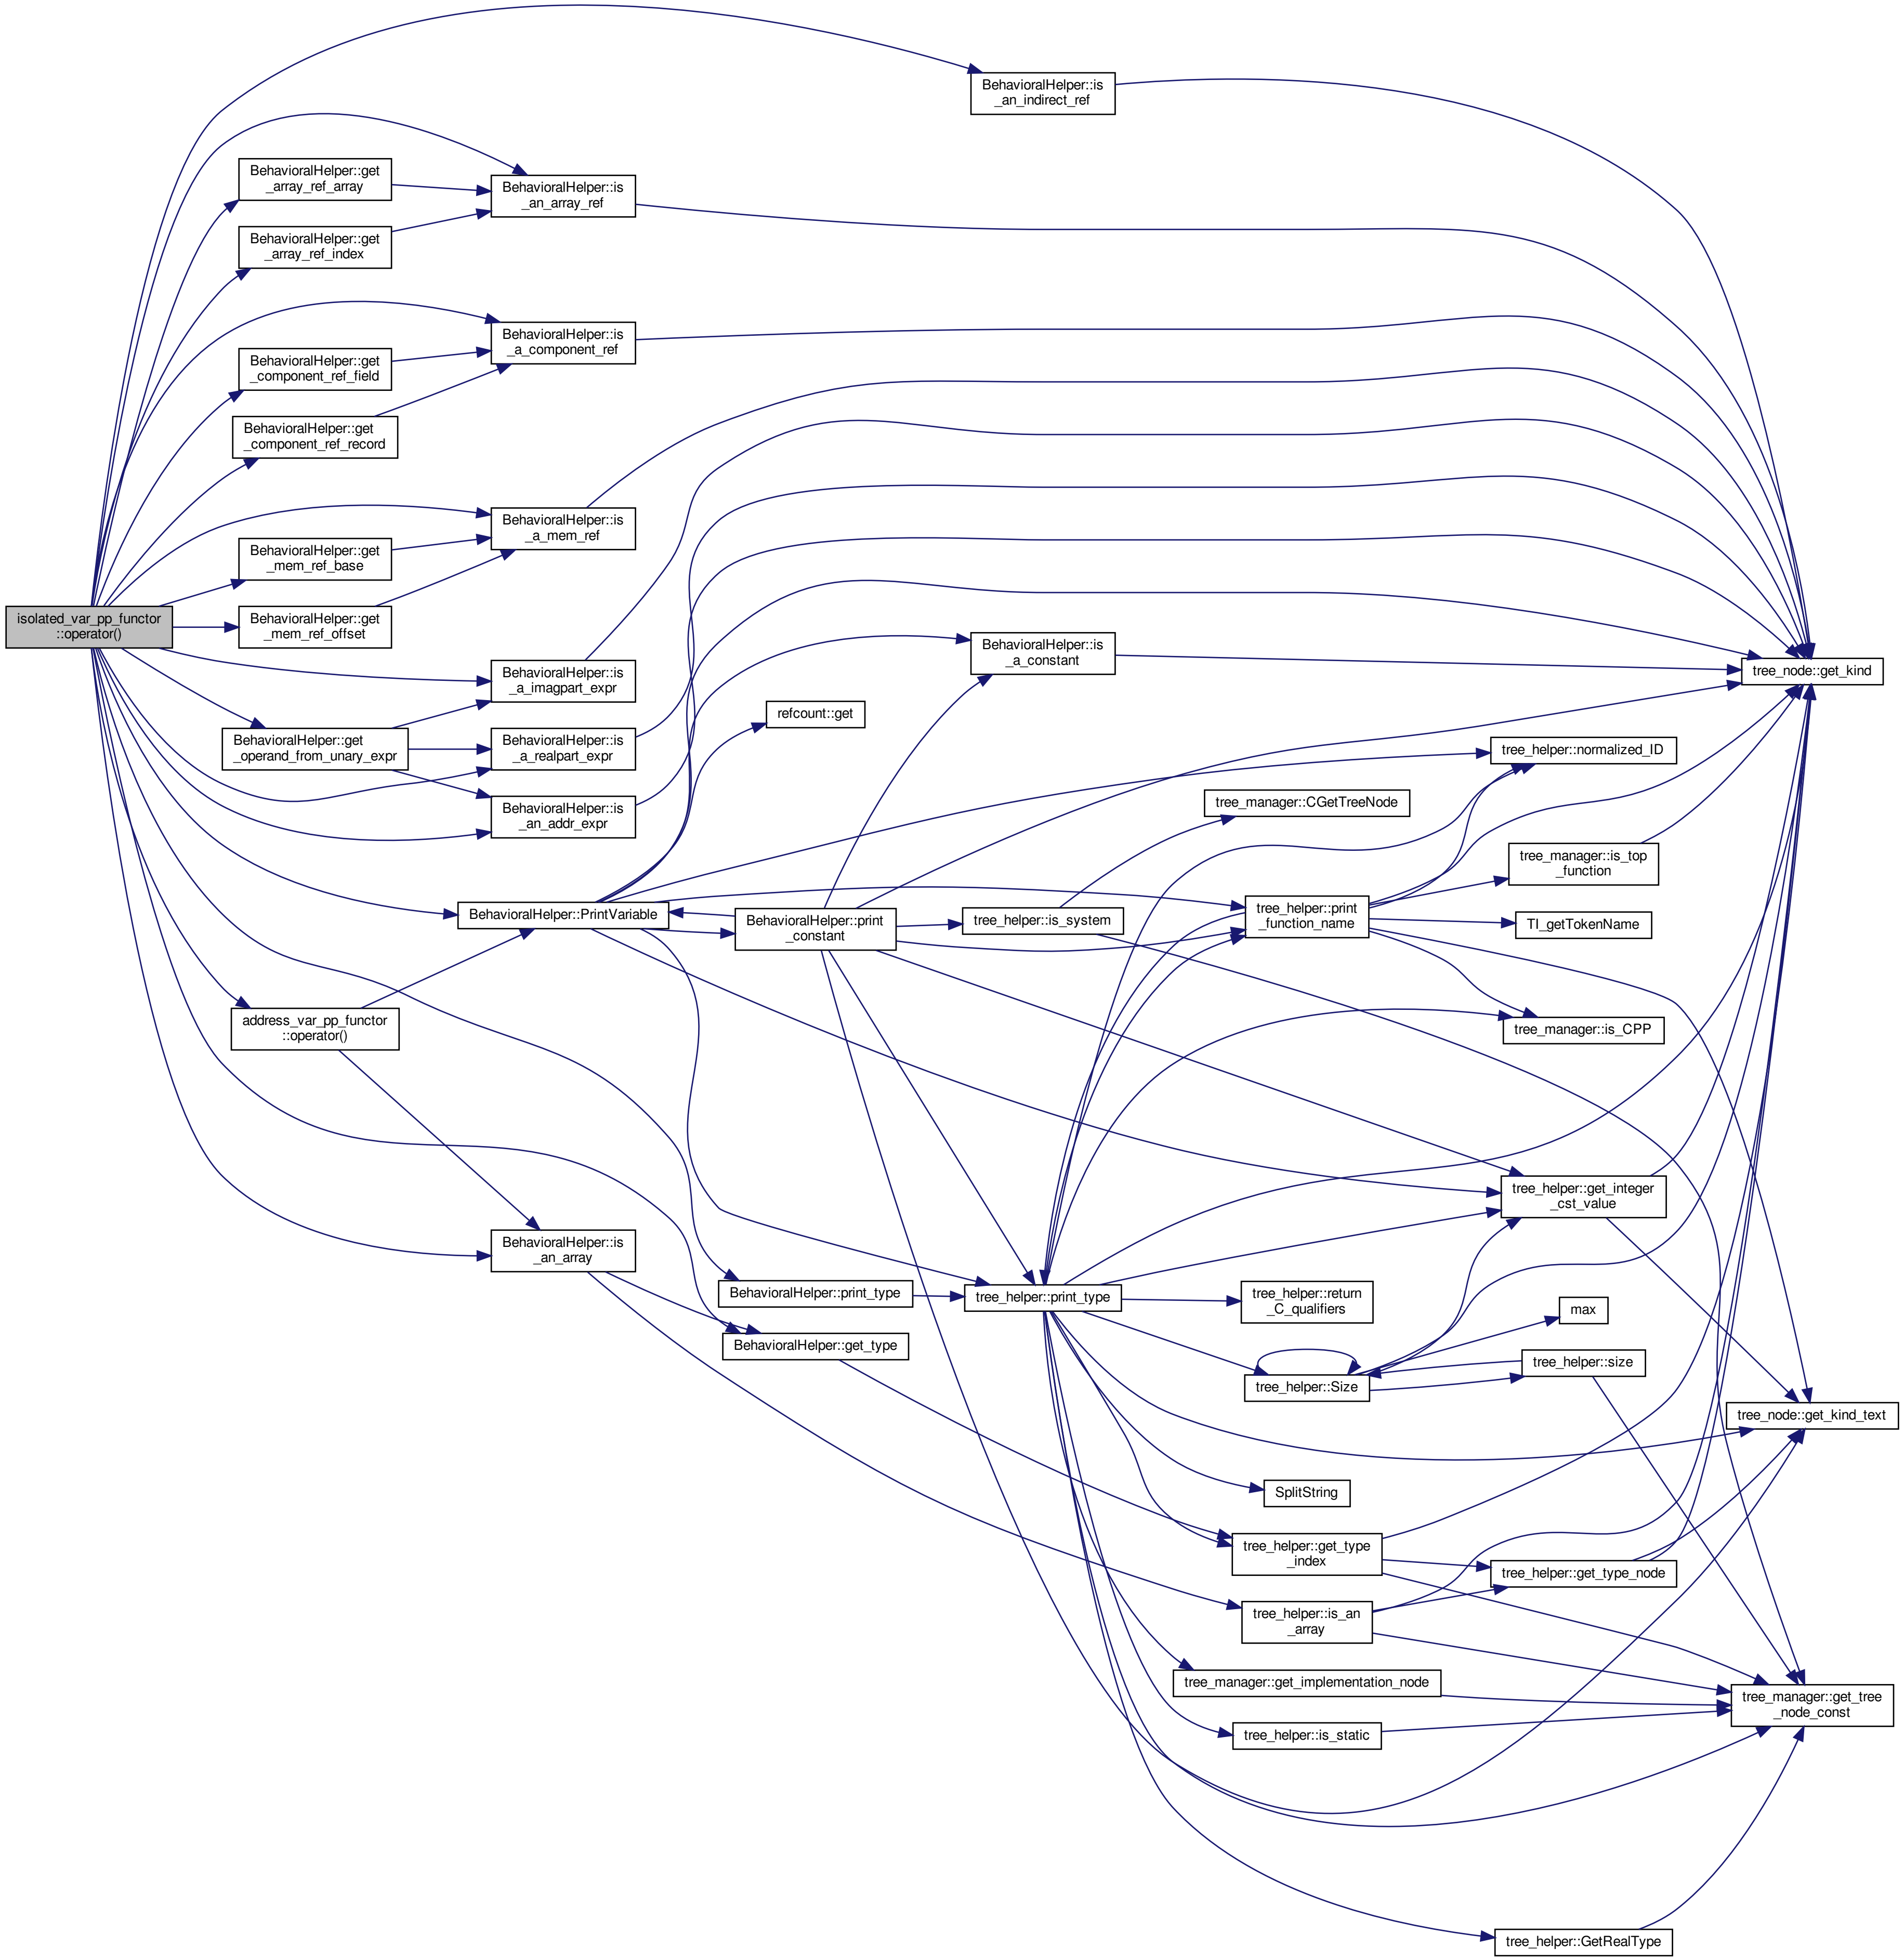 BehavioralHelper::is
_an_indirect_ref
BehavioralHelper::get
_array_ref_array
BehavioralHelper::is
_an_array_ref
BehavioralHelper::get
_array_ref_index
BehavioralHelper::is
_a_component_ref
BehavioralHelper::get
_component_ref_field
BehavioralHelper::get
_component_ref_record
BehavioralHelper::is
_a_mem_ref
BehavioralHelper::get
_mem_ref_base
isolated_var_pp_functor
::operator()
BehavioralHelper::get
_mem_ref_offset
BehavioralHelper::is
_a_constant
BehavioralHelper::is
_a_imagpart_expr
tree_node::get_kind
refcount::get
BehavioralHelper::get
_operand_from_unary_expr
BehavioralHelper::is
_a_realpart_expr
tree_helper::normalized_ID
tree_manager::CGetTreeNode
BehavioralHelper::is
_an_addr_expr
tree_manager::is_top
_function
BehavioralHelper::PrintVariable
BehavioralHelper::print
_constant
tree_helper::is_system
tree_helper::print
_function_name
TI_getTokenName
address_var_pp_functor
::operator()
tree_manager::is_CPP
tree_helper::get_integer
_cst_value
BehavioralHelper::is
_an_array
BehavioralHelper::print_type
tree_helper::print_type
tree_helper::return
_C_qualifiers
max
BehavioralHelper::get_type
tree_helper::size
tree_helper::Size
tree_node::get_kind_text
SplitString
tree_helper::get_type
_index
tree_helper::get_type_node
tree_helper::is_an
_array
tree_manager::get_implementation_node
tree_manager::get_tree
_node_const
tree_helper::is_static
tree_helper::GetRealType